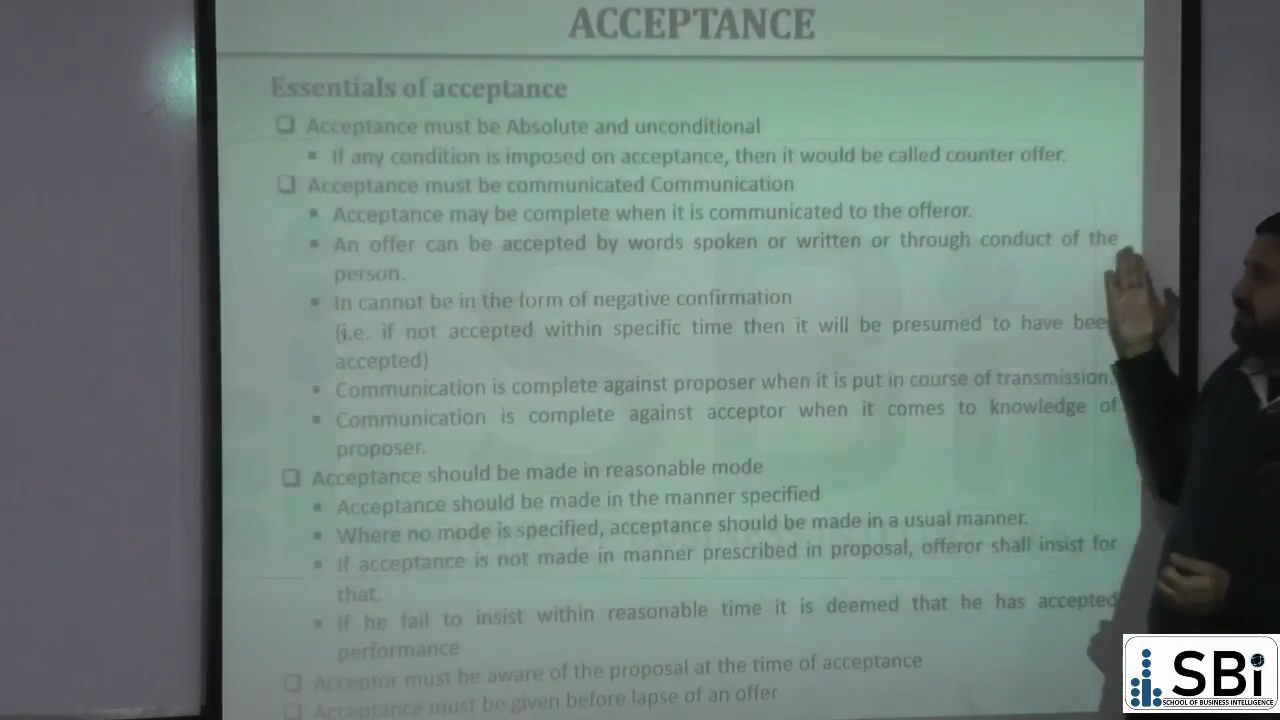 ACCEPTANCE
Essentials of acceptance
Acceptance must be Absolute and unconditional
If any condition is imposed on acceptance, then it would be called counter offer.
Acceptance must be communicated Communication
Acceptance may be complete when it is communicated to the offeror.
An offer can be accepted by words spoken or written or through conduct of the
person.
In cannot be in the form of negative confirmation
(i.e. if not accepted within specific time then it will be presumed to have been
accepted)
Communication is complete against proposer when it is put in course of transmission.
Communication is complete against acceptor when it comes to knowledge of
proposer.
Acceptance should be made in reasonable mode
Acceptance should be made in the manner specified
Where no mode is specified, acceptance should be made in a usual manner.
If acceptance is not made in manner prescribed in proposal, offeror shall insist for
that.
If he fail to insist within reasonable time it is deemed that he has accepted
performance
Acceptor must be aware of the proposal at the time of acceptance
Acceptance must be given before lapse of an offer
SBi
SCHOOL OF BUSINESS INTELLIGENCE